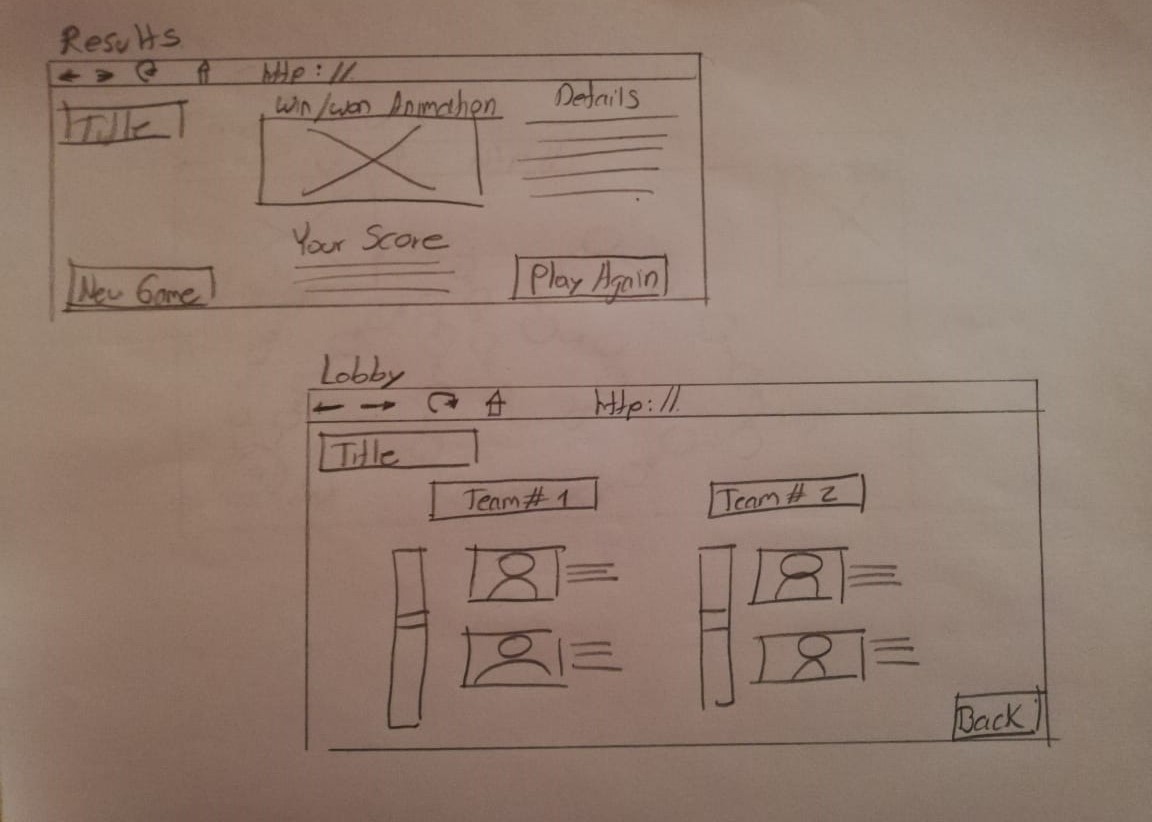 Results
http://
Title
Win/won Animation
Details
Your Score
New Game
Play Again
Lobby
http://
Title
Team# 1
Team# 2
Back